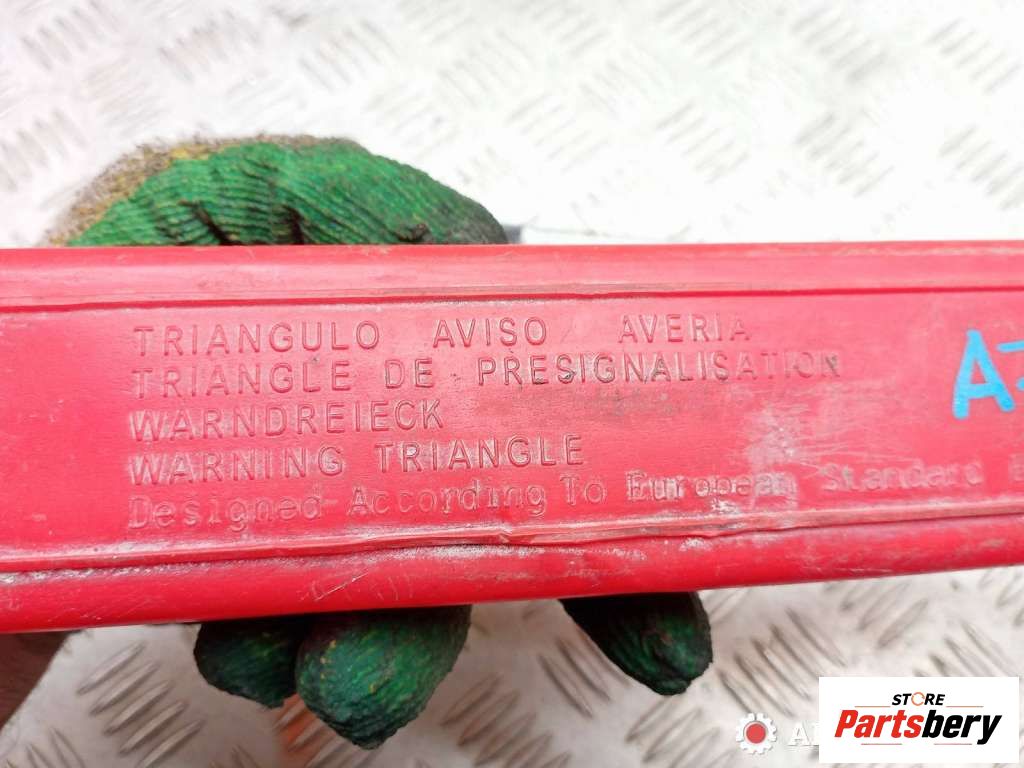 TRIANGULO AVISO AVERIA
TRIANGLE DE PRESIGNALISATION
WARNDREIECK
WARNING TRIANGLE
Designed According To European Standard
STORE
Partsbery